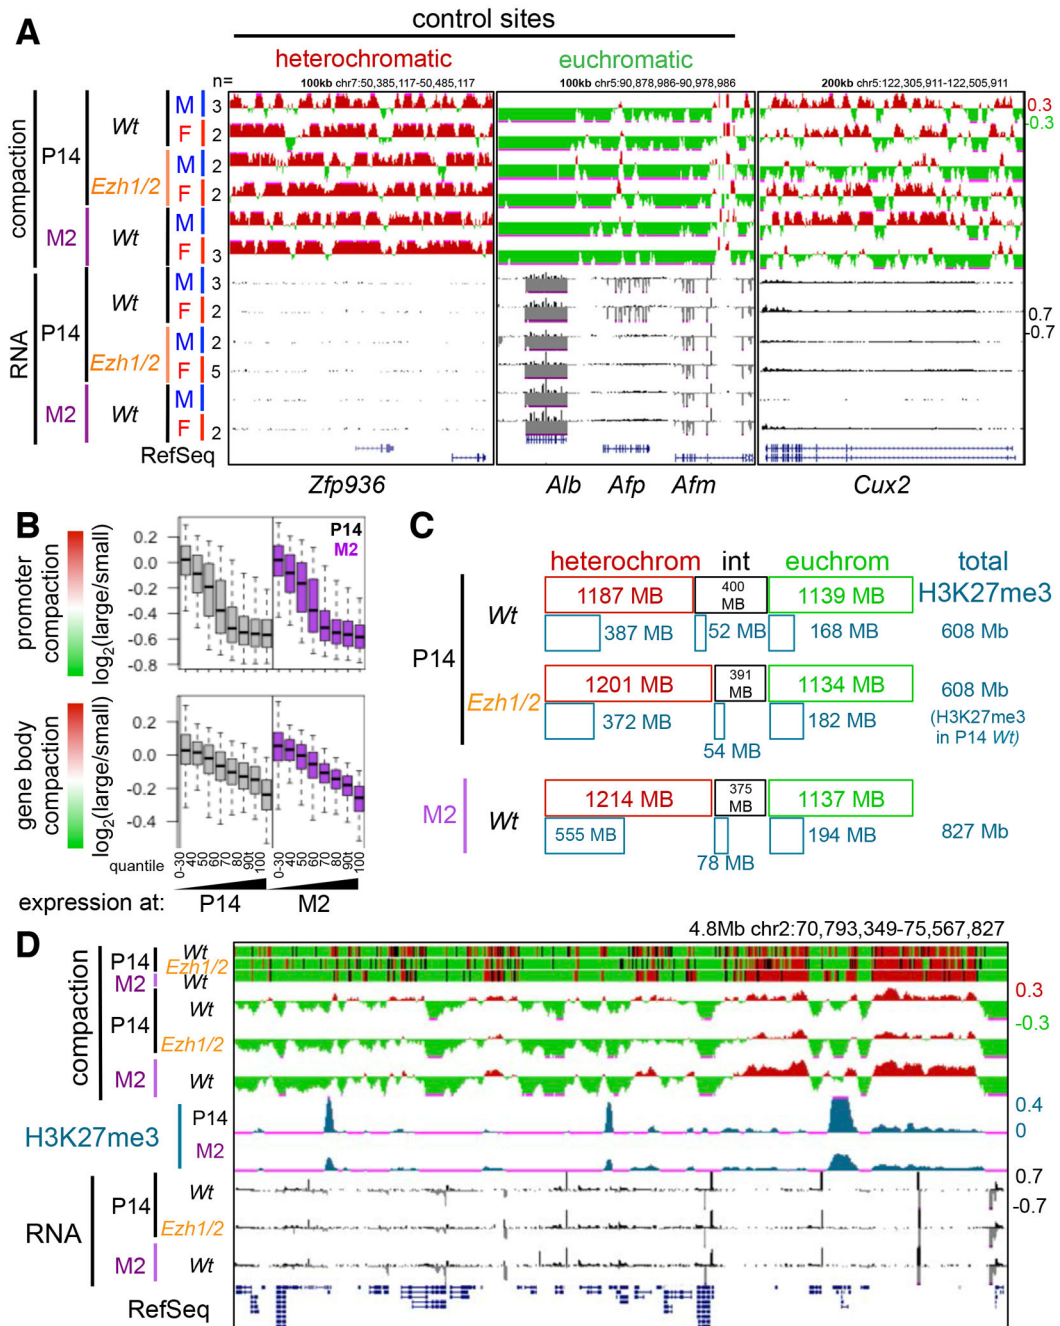 A
control sites
heterochromatic
euchromatic
n=
100kb chr7:50,385,117-50,485,117
100kb chr5:90,878,986-90,978,986
200kb chr5:122,305,911-122,505,911
compaction
P14
Wt
M 3
F 2
Ezh1/2
M 2
F 2
M2
Wt
M
F 3
0.3
-0.3
RNA
P14
Wt
M 3
F 2
Ezh1/2
M 2
F 5
M2
Wt
M
F 2
0.7
-0.7
RefSeq
Zfp936
Alb Afp Afm
Cux2
B
promoter
compaction
log2(large/small)
0.2
0.0
-0.2
-0.4
-0.6
-0.8
P14
M2
gene body
compaction
log2(large/small)
0.2
0.0
-0.2
-0.4
quantile
0-30 40 50 60 70 80 90t 100
0-30 40 50 60 70 80 90t 100
expression at: P14 M2
C
heterochrom int euchrom total
H3K27me3
P14
Wt
1187 MB
400
MB
1139 MB
387 MB 52 MB 168 MB 608 Mb
Ezh1/2
1201 MB
391
MB
1134 MB
608 Mb
372 MB
54 MB
182 MB
(H3K27me3
in P14 Wt)
M2
Wt
1214 MB
375
MB
1137 MB
555 MB
78 MB
194 MB
827 Mb
D
4.8Mb chr2:70,793,349-75,567,827
compaction
P14
Wt
Ezh1/2
M2 Wt
P14
Wt
Ezh1/2
M2 Wt
0.3
-0.3
H3K27me3
P14
M2
0.4
0
RNA
P14
Wt
Ezh1/2
M2 Wt
0.7
-0.7
RefSeq